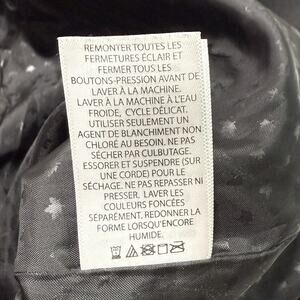 REMONTER TOUTES LES
FERMETURES ÉCLAIR ET
FERMER TOUS LES
BOUTONS-PRESSION AVANT DE
LAVER À LA MACHINE.
LAVER À LA MACHINE À L'EAU
FROIDE, CYCLE DÉLICAT.
UTILISER SEULEMENT UN
AGENT DE BLANCHIMENT NON
CHLORÉ AU BESOIN. NE PAS
SÉCHER PAR CULBUTAGE.
ESSORER ET SUSPENDRE (SUR
UNE CORDE) POUR LE
SÉCHAGE. NE PAS REPASSER NI
PRESSER. LAVER LES
COULEURS FONCÉES
SÉPARÉMENT. REDONNER LA
FORME LORSQU'ENCORE
HUMIDE.